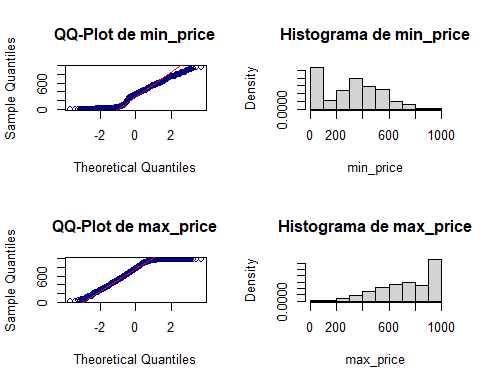 QQ-Plot de min_price
Sample Quantiles
0 600
-2 0 2
Theoretical Quantiles
Histograma de min_price
Density
0.0000
0 200 600 1000
min_price
QQ-Plot de max_price
Sample Quantiles
0 600
-2 0 2
Theoretical Quantiles
Histograma de max_price
Density
0.0000
0 200 600 1000
max_price